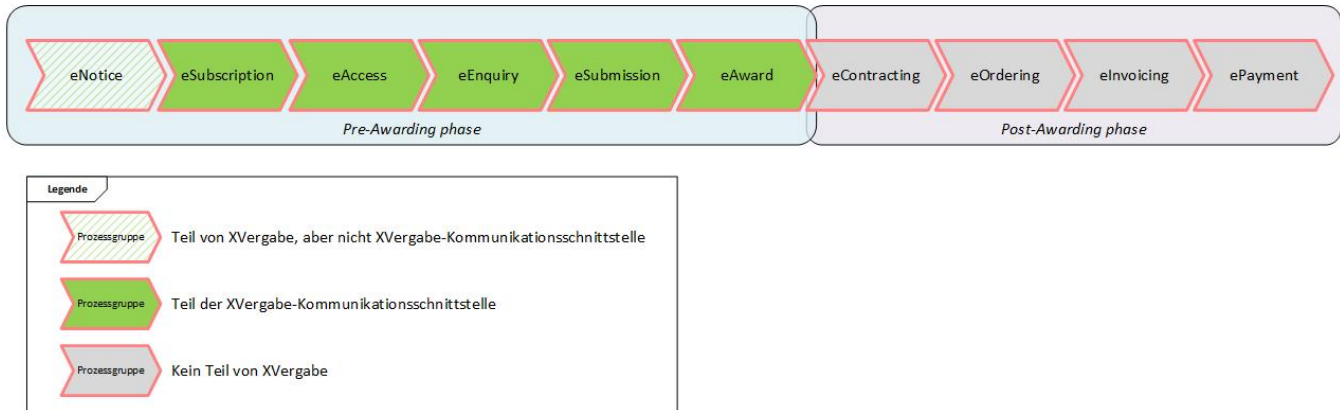 eNotice
eSubscription
eAccess
eEnquiry
eSubmission
eAward
eContracting
eOrdering
eInvoicing
ePayment
Pre-Awarding phase
Post-Awarding phase
Legende
Prozessgruppe
Teil von XVergabe, aber nicht XVergabe-Kommunikationsschnittstelle
Prozessgruppe
Teil der XVergabe-Kommunikationsschnittstelle
Prozessgruppe
Kein Teil von XVergabe